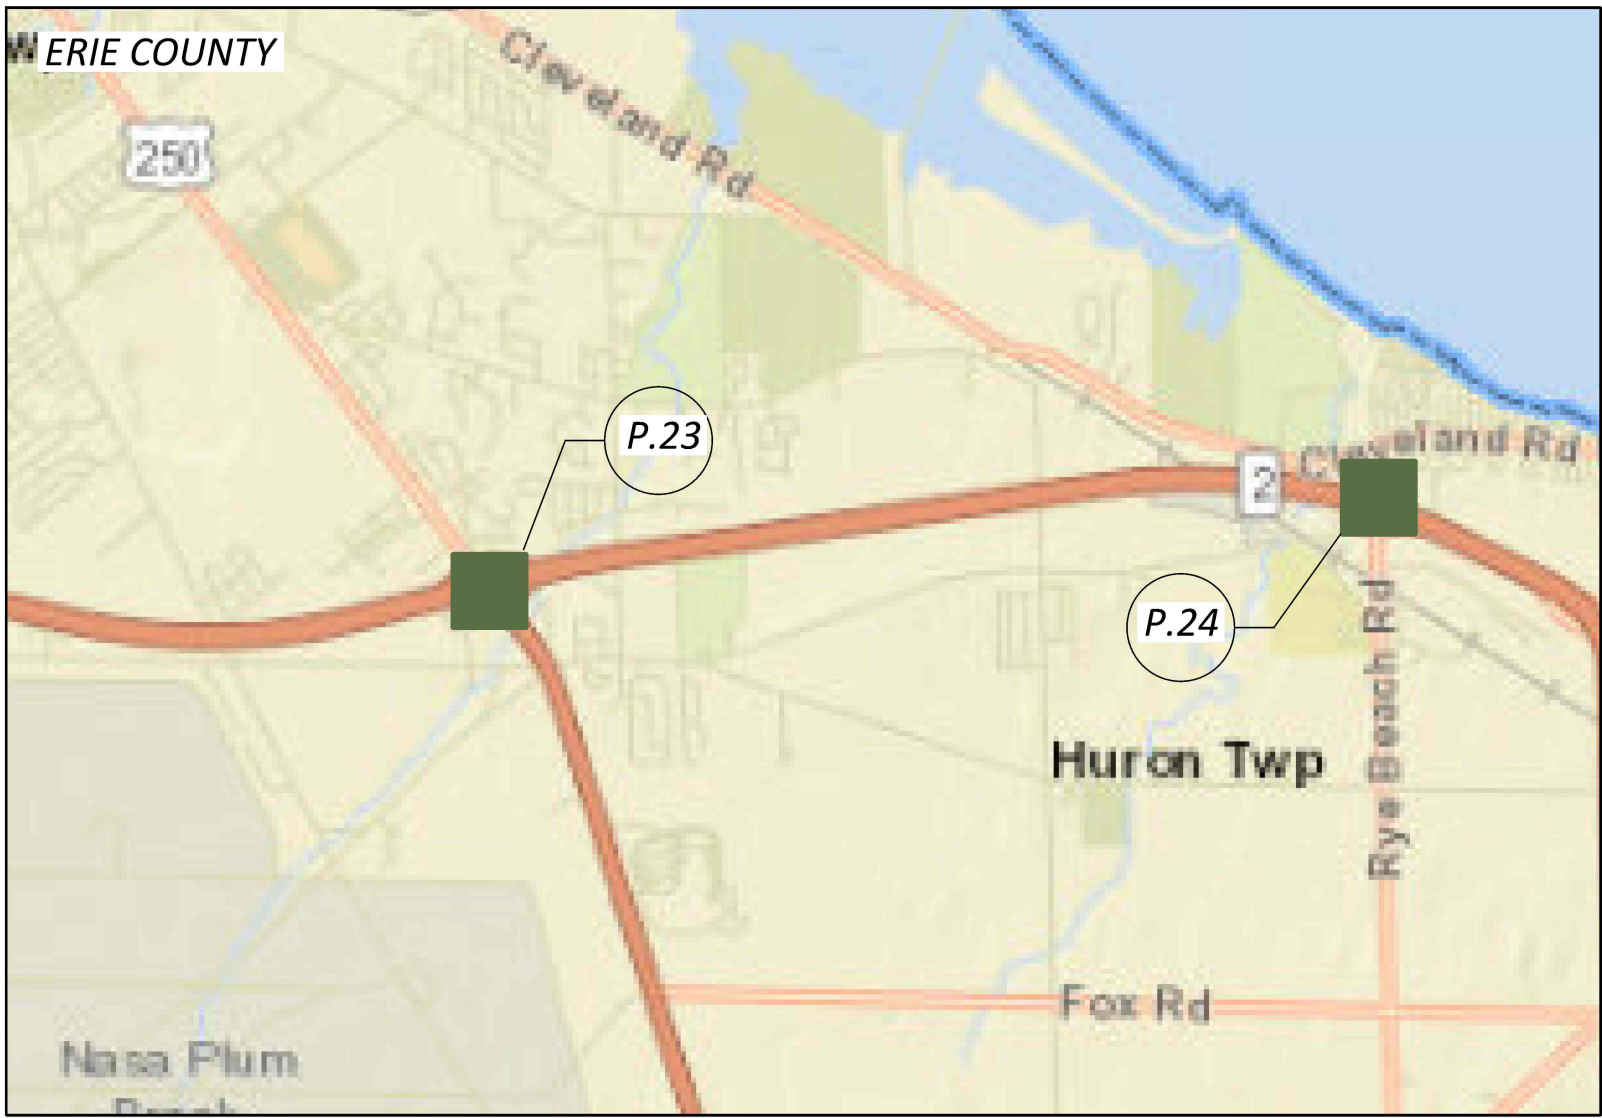 ERIE COUNTY
Cleveland Rd
250
P.23
Cleveland Rd
2
P.24
Rye Beach Rd
Huron Twp
Fox Rd
Nasa Plum